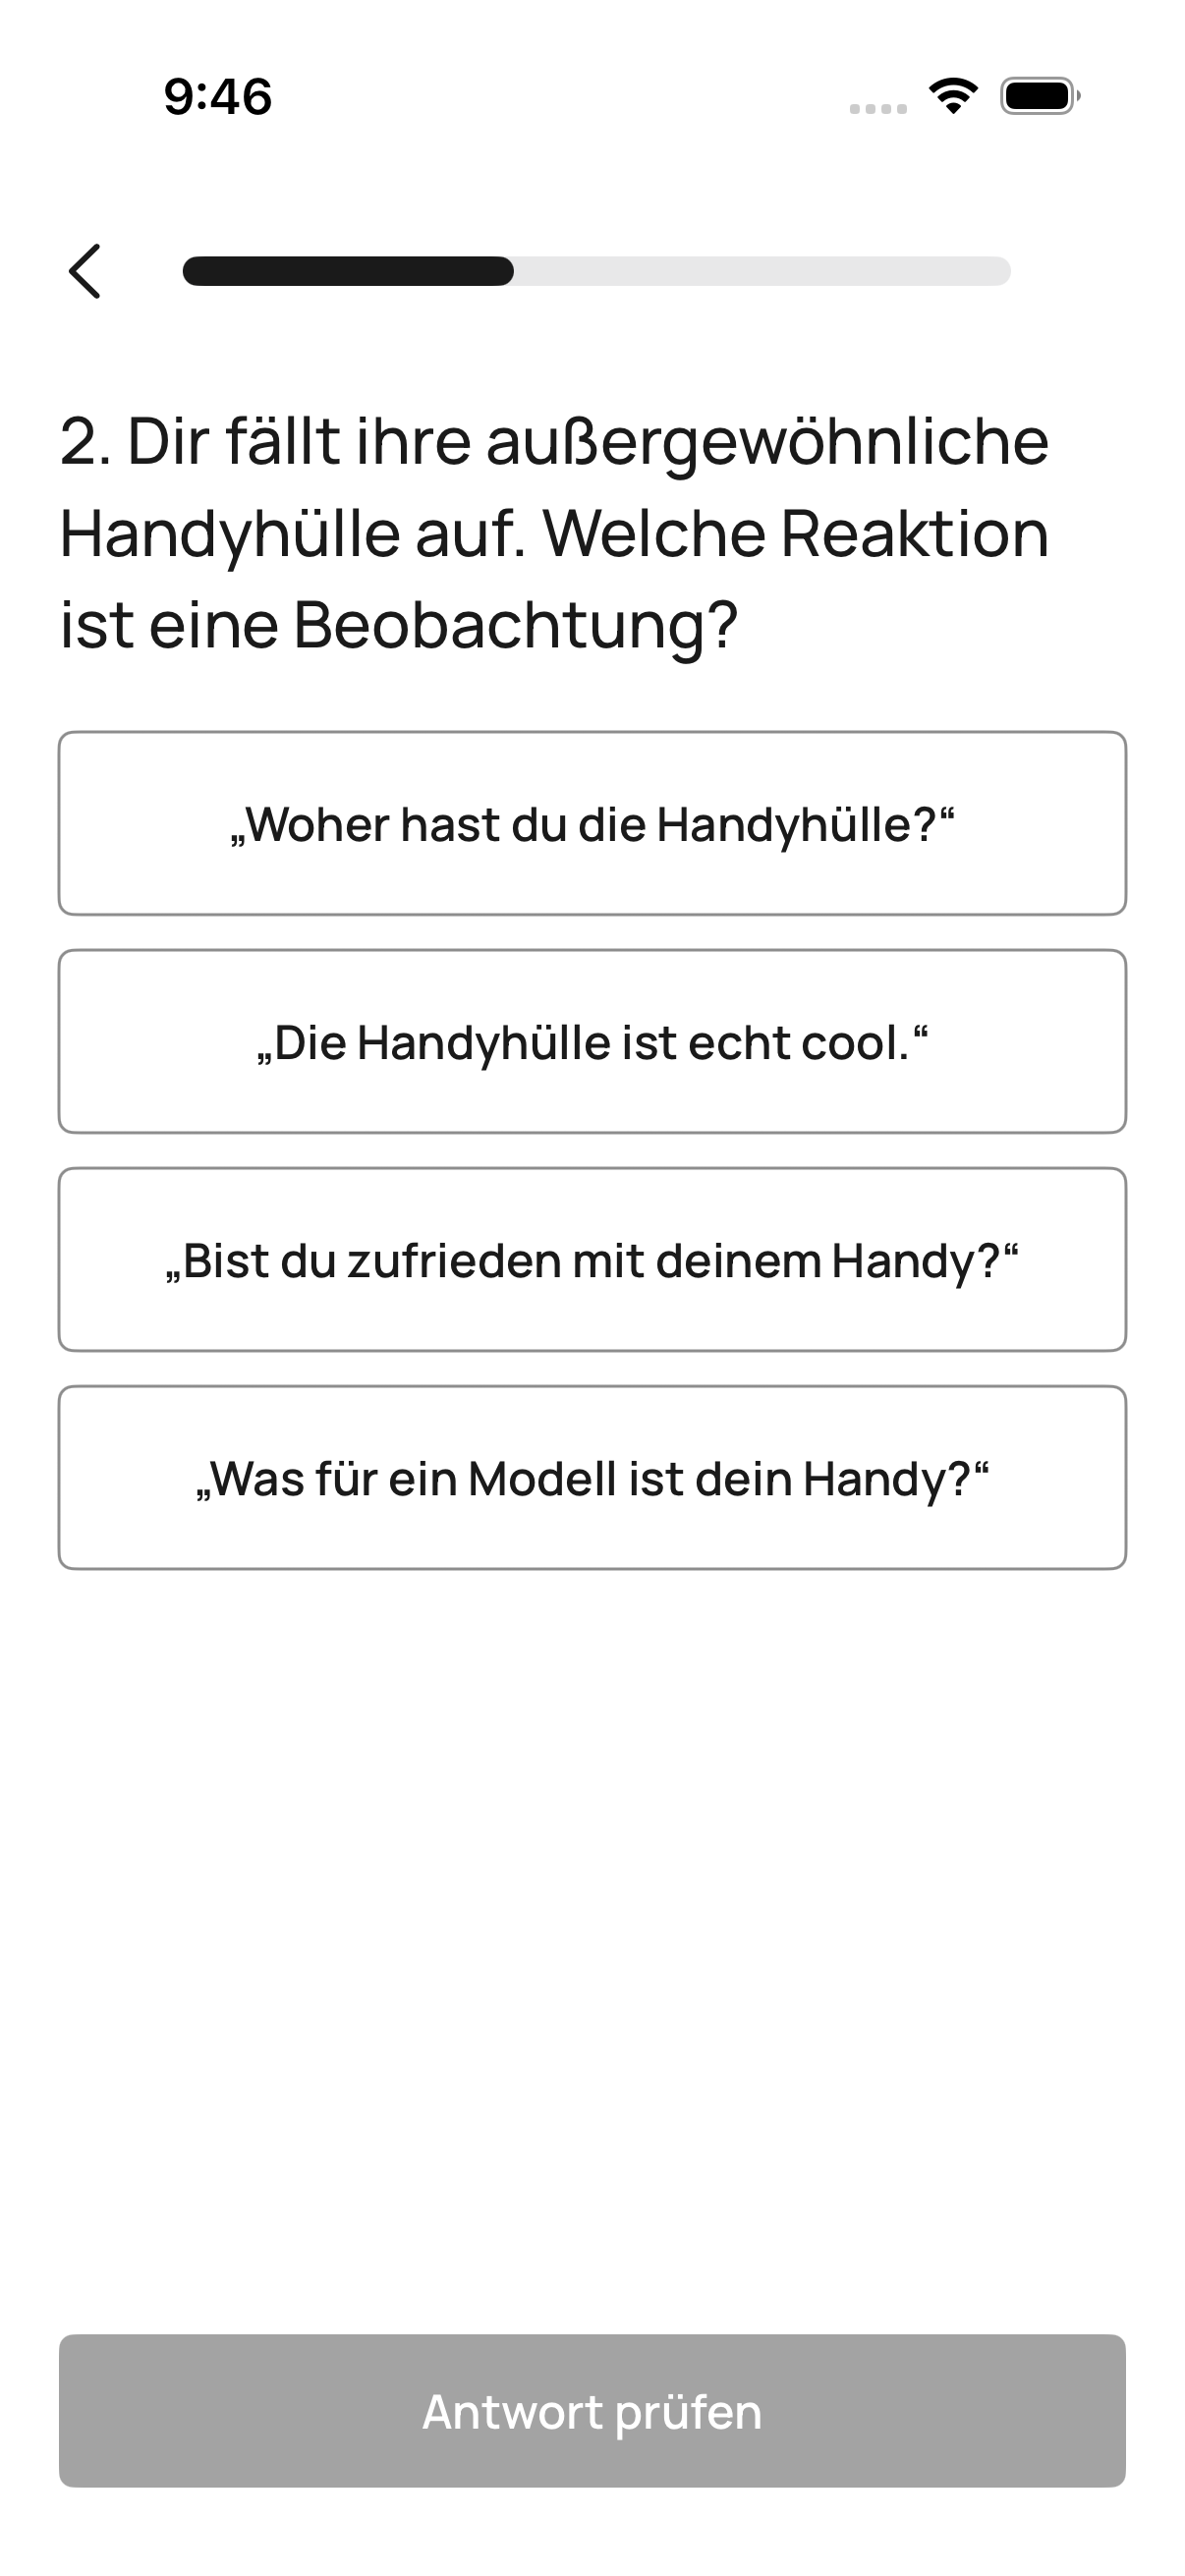 9:46
2. Dir fällt ihre außergewöhnliche
Handyhülle auf. Welche Reaktion
ist eine Beobachtung?
„Woher hast du die Handyhülle?“
„Die Handyhülle ist echt cool.“
„Bist du zufrieden mit deinem Handy?“
„Was für ein Modell ist dein Handy?“
Antwort prüfen